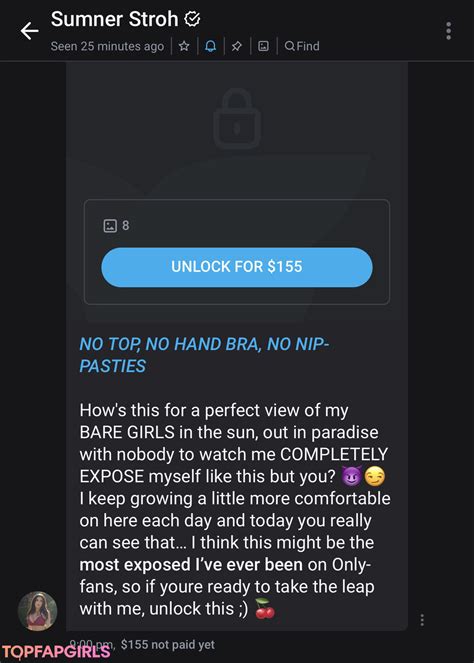 Sumner Stroh
Seen 25 minutes ago
Find
8
UNLOCK FOR $155
NO TOP, NO HAND BRA, NO NIP-
PASTIES
How's this for a perfect view of my
BARE GIRLS in the sun, out in paradise
with nobody to watch me COMPLETELY
EXPOSE myself like this but you? 😈😏
I keep growing a little more comfortable
on here each day and today you really
can see that... I think this might be the
most exposed I've ever been on Only-
fans, so if youre ready to take the leap
with me, unlock this ;) 🍒
9:00 pm, $155 not paid yet
TOPFAPGIRLS